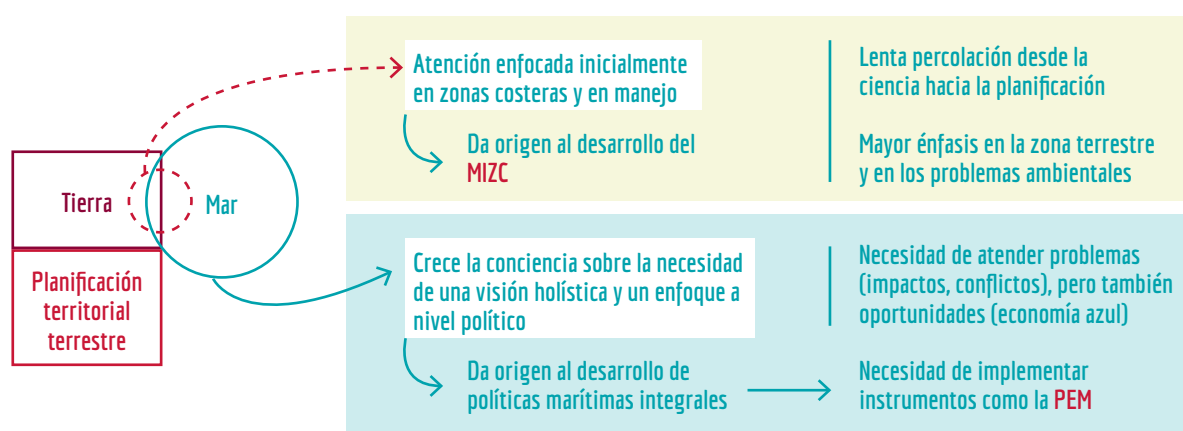 Tierra
Mar
Planificación
territorial
terrestre
Atención enfocada inicialmente
en zonas costeras y en manejo
Da origen al desarrollo del
MIZC
Lenta percolación desde la
ciencia hacia la planificación
Mayor énfasis en la zona terrestre
y en los problemas ambientales
Crece la conciencia sobre la necesidad
de una visión holística y un enfoque a
nivel político
Da origen al desarrollo de
políticas marítimas integrales
Necesidad de atender problemas
(impactos, conflictos), pero también
oportunidades (economía azul)
Necesidad de implementar
instrumentos como la PEM